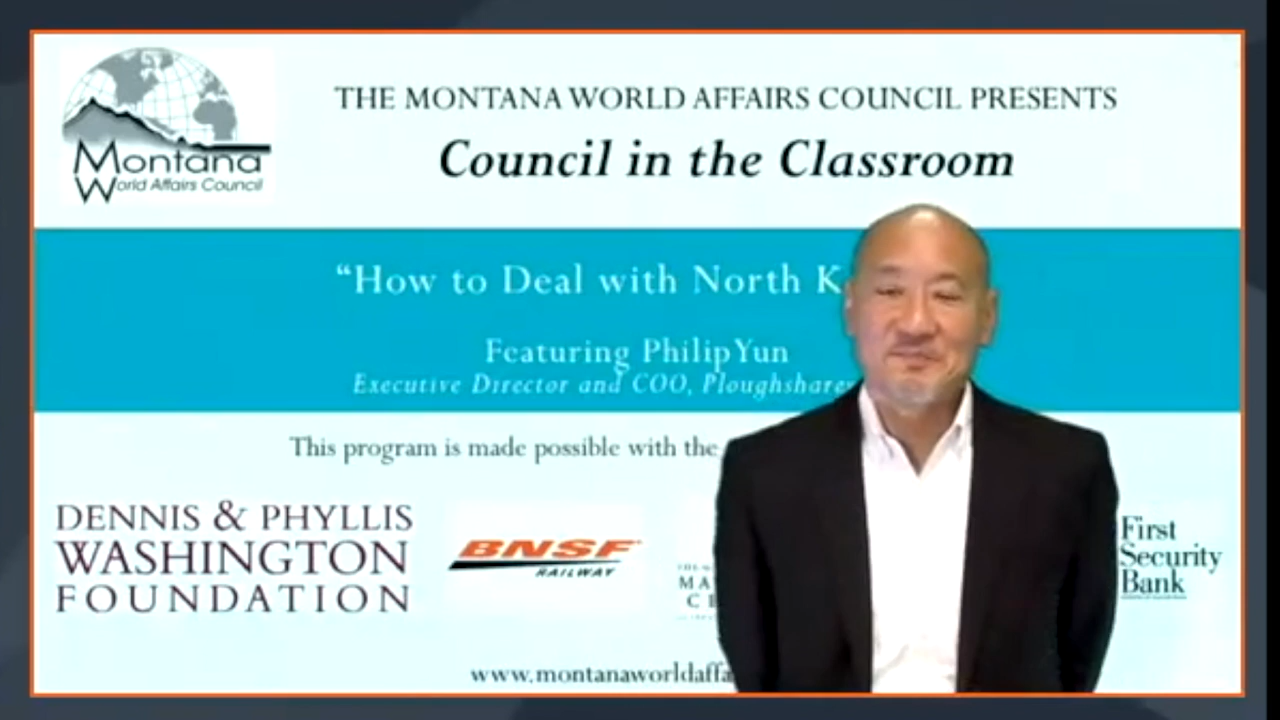 THE MONTANA WORLD AFFAIRS COUNCIL PRESENTS
Council in the Classroom
Montana
World Affairs Council
“How to Deal with North K
Featuring Philip Yun
Executive Director and COO, Ploughshares
This program is made possible with the
DENNIS & PHYLLIS
WASHINGTON
FOUNDATION
BNSF
RAILWAY
MA
CE
First
Security
Bank
www.montanaworldaffa